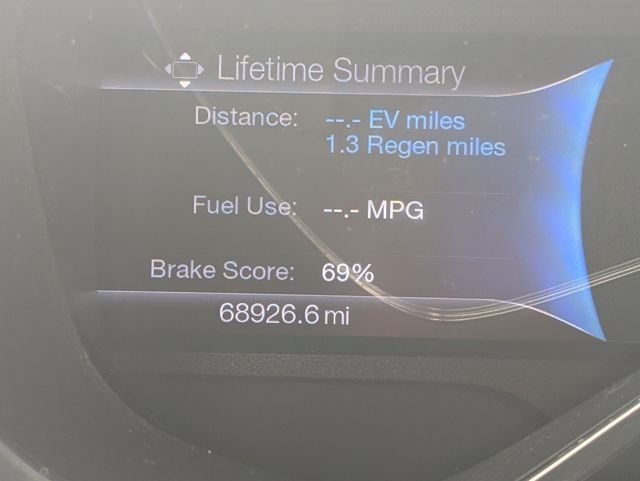 Lifetime Summary
Distance: --.- EV miles
1.3 Regen miles
Fuel Use: --.- MPG
Brake Score: 69%
68926.6 mi